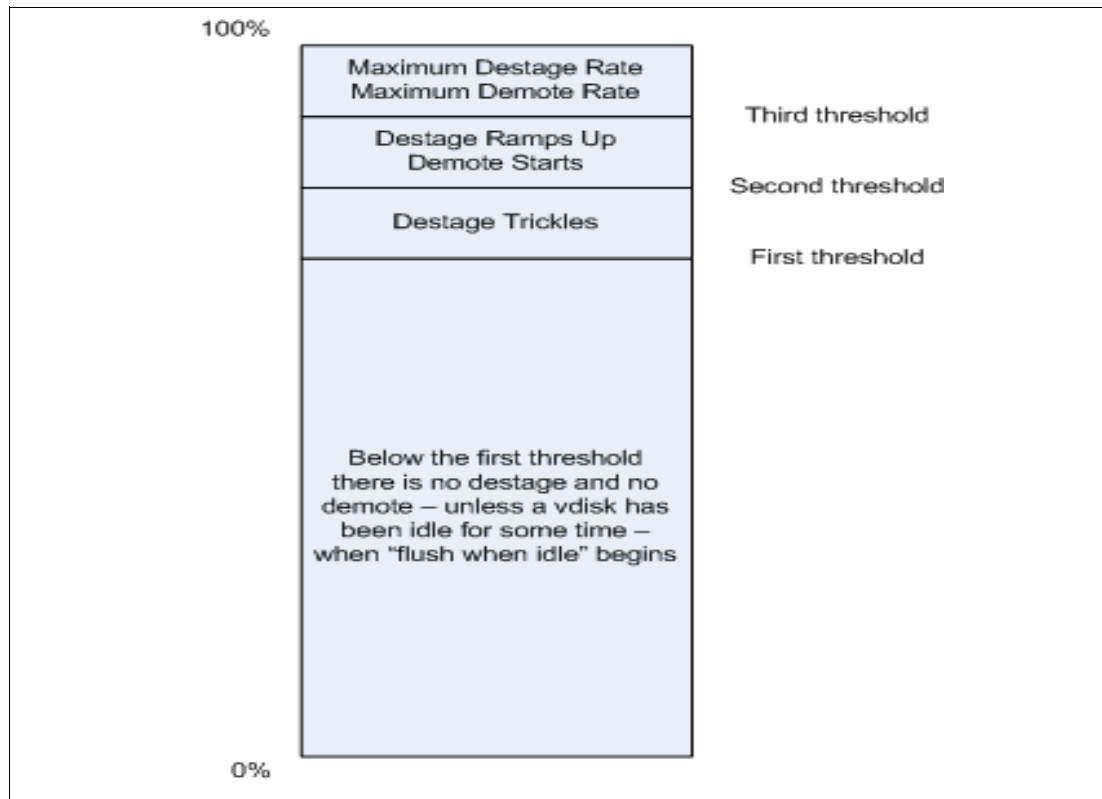 100%
Maximum Destage Rate
Maximum Demote Rate
Third threshold
Destage Ramps Up
Demote Starts
Second threshold
Destage Trickles
First threshold
Below the first threshold
there is no destage and no
demote – unless a vdisk has
been idle for some time –
when “flush when idle” begins
0%